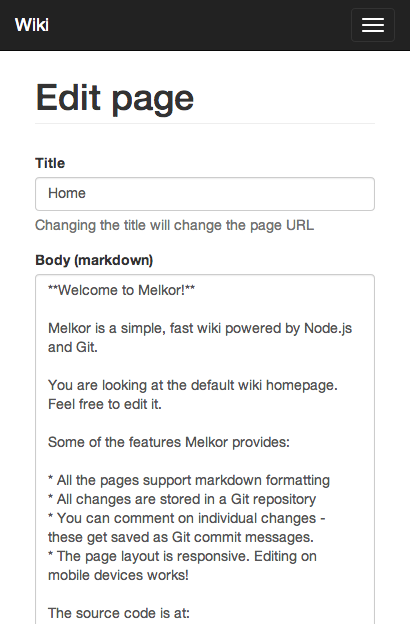 Wiki
Edit page
Title
Home
Changing the title will change the page URL
Body (markdown)
**Welcome to Melkor!**
Melkor is a simple, fast wiki powered by Node.js
and Git.
You are looking at the default wiki homepage.
Feel free to edit it.
Some of the features Melkor provides:
* All the pages support markdown formatting
* All changes are stored in a Git repository
* You can comment on individual changes -
these get saved as Git commit messages.
* The page layout is responsive. Editing on
mobile devices works!
The source code is at: